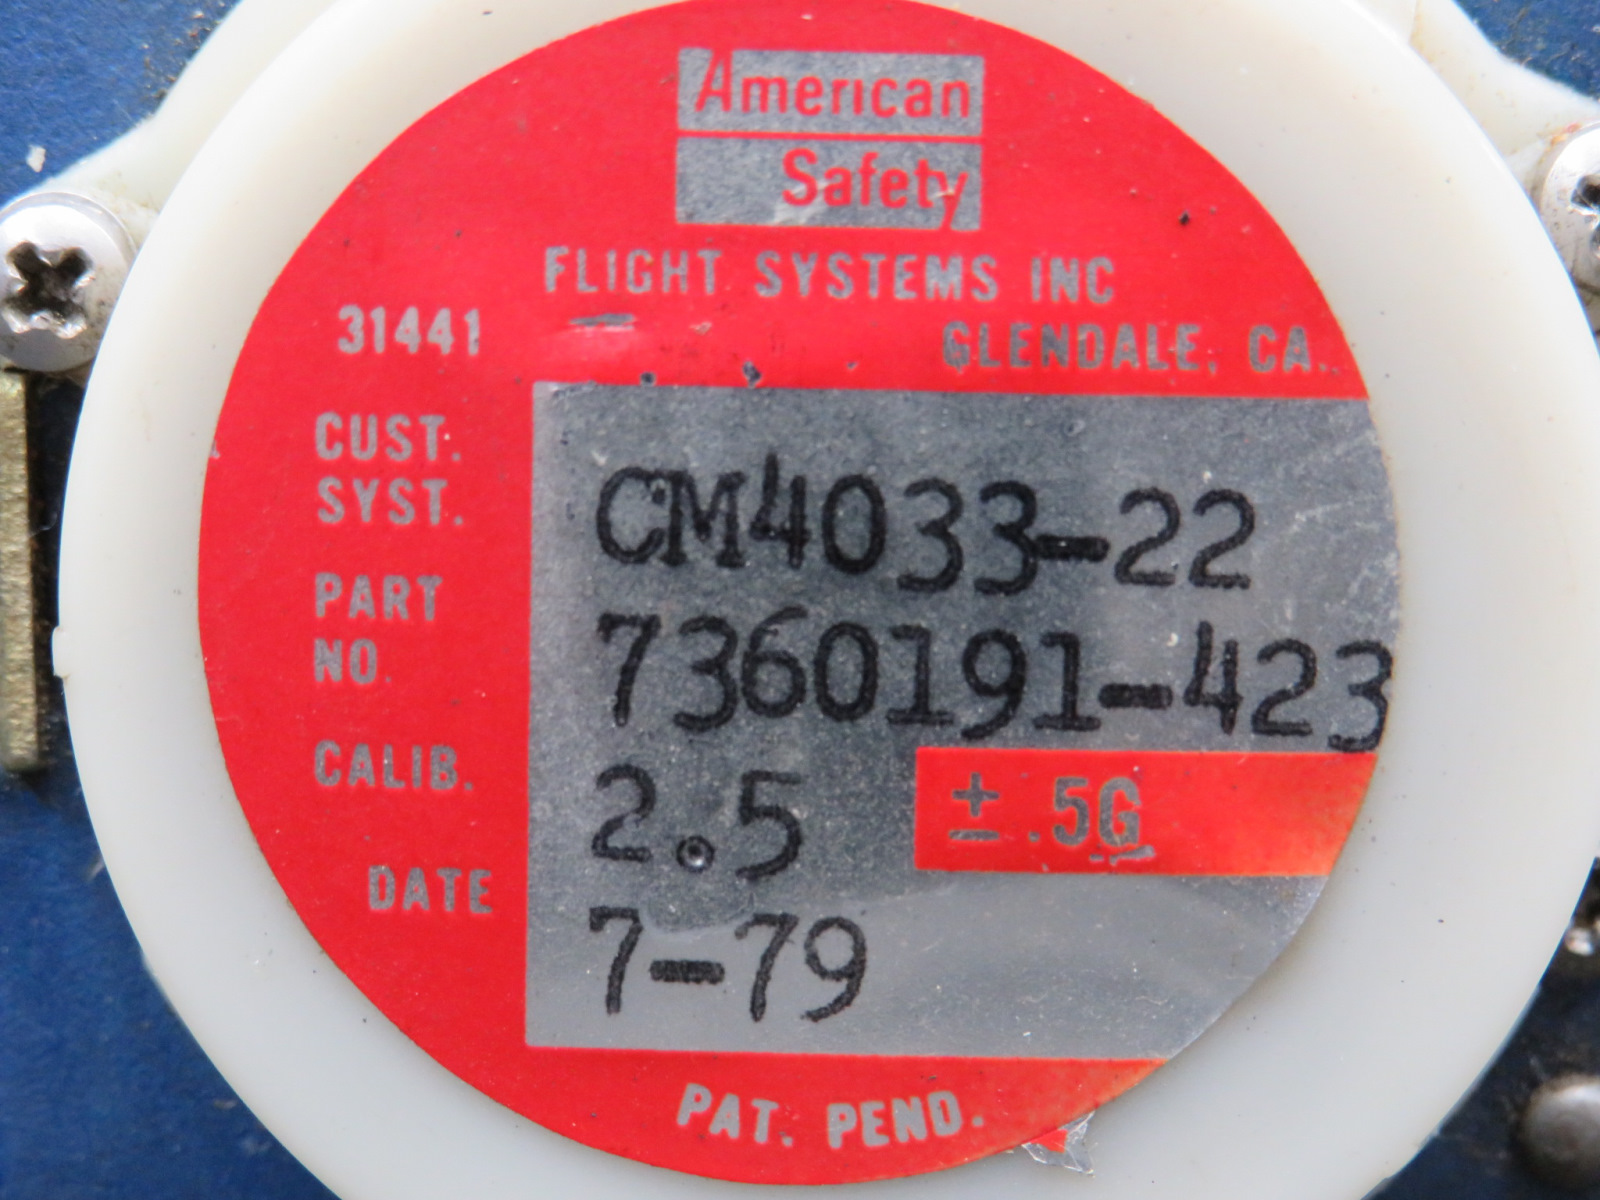 American
Safety
FLIGHT SYSTEMS INC
31441 GLENDALE, CA.
CUST.
SYST. CM4033-22
PART
NO. 7360191-423
CALIB. 2.5 ± .5G
DATE 7-79
PAT. PEND.